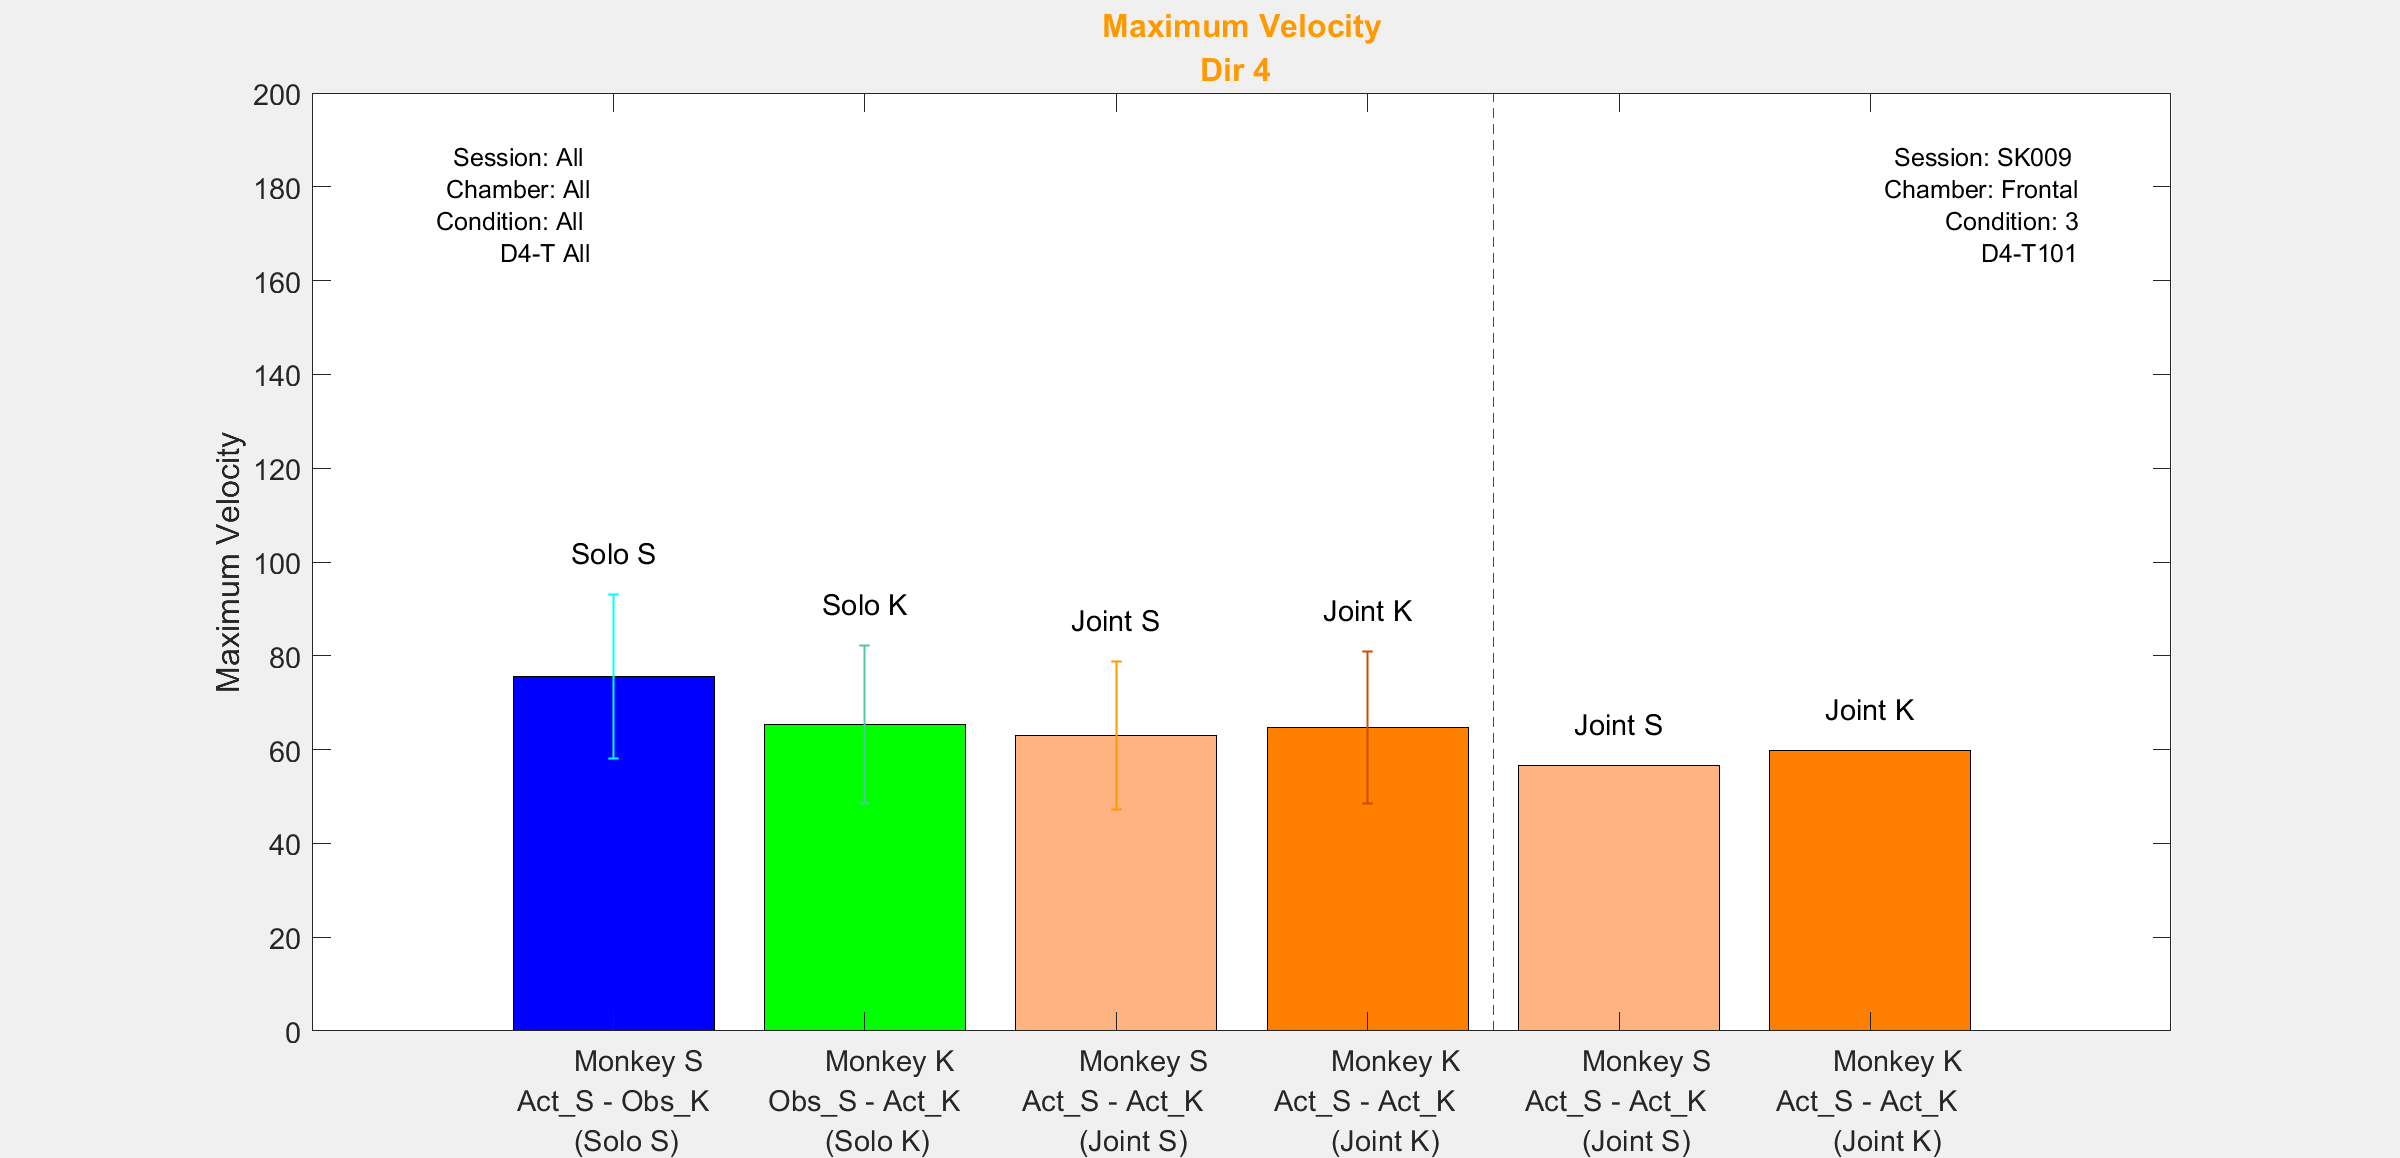 Maximum Velocity
Dir 4
200
180
160
140
120
100
80
60
40
20
0
Maximum Velocity
Session: All
Chamber: All
Condition: All
D4-T All
Session: SK009
Chamber: Frontal
Condition: 3
D4-T101
Solo S
Solo K
Joint S
Joint K
Joint S
Joint K
Monkey S
Act_S - Obs_K
(Solo S)
Monkey K
Obs_S - Act_K
(Solo K)
Monkey S
Act_S - Act_K
(Joint S)
Monkey K
Act_S - Act_K
(Joint K)
Monkey S
Act_S - Act_K
(Joint S)
Monkey K
Act_S - Act_K
(Joint K)